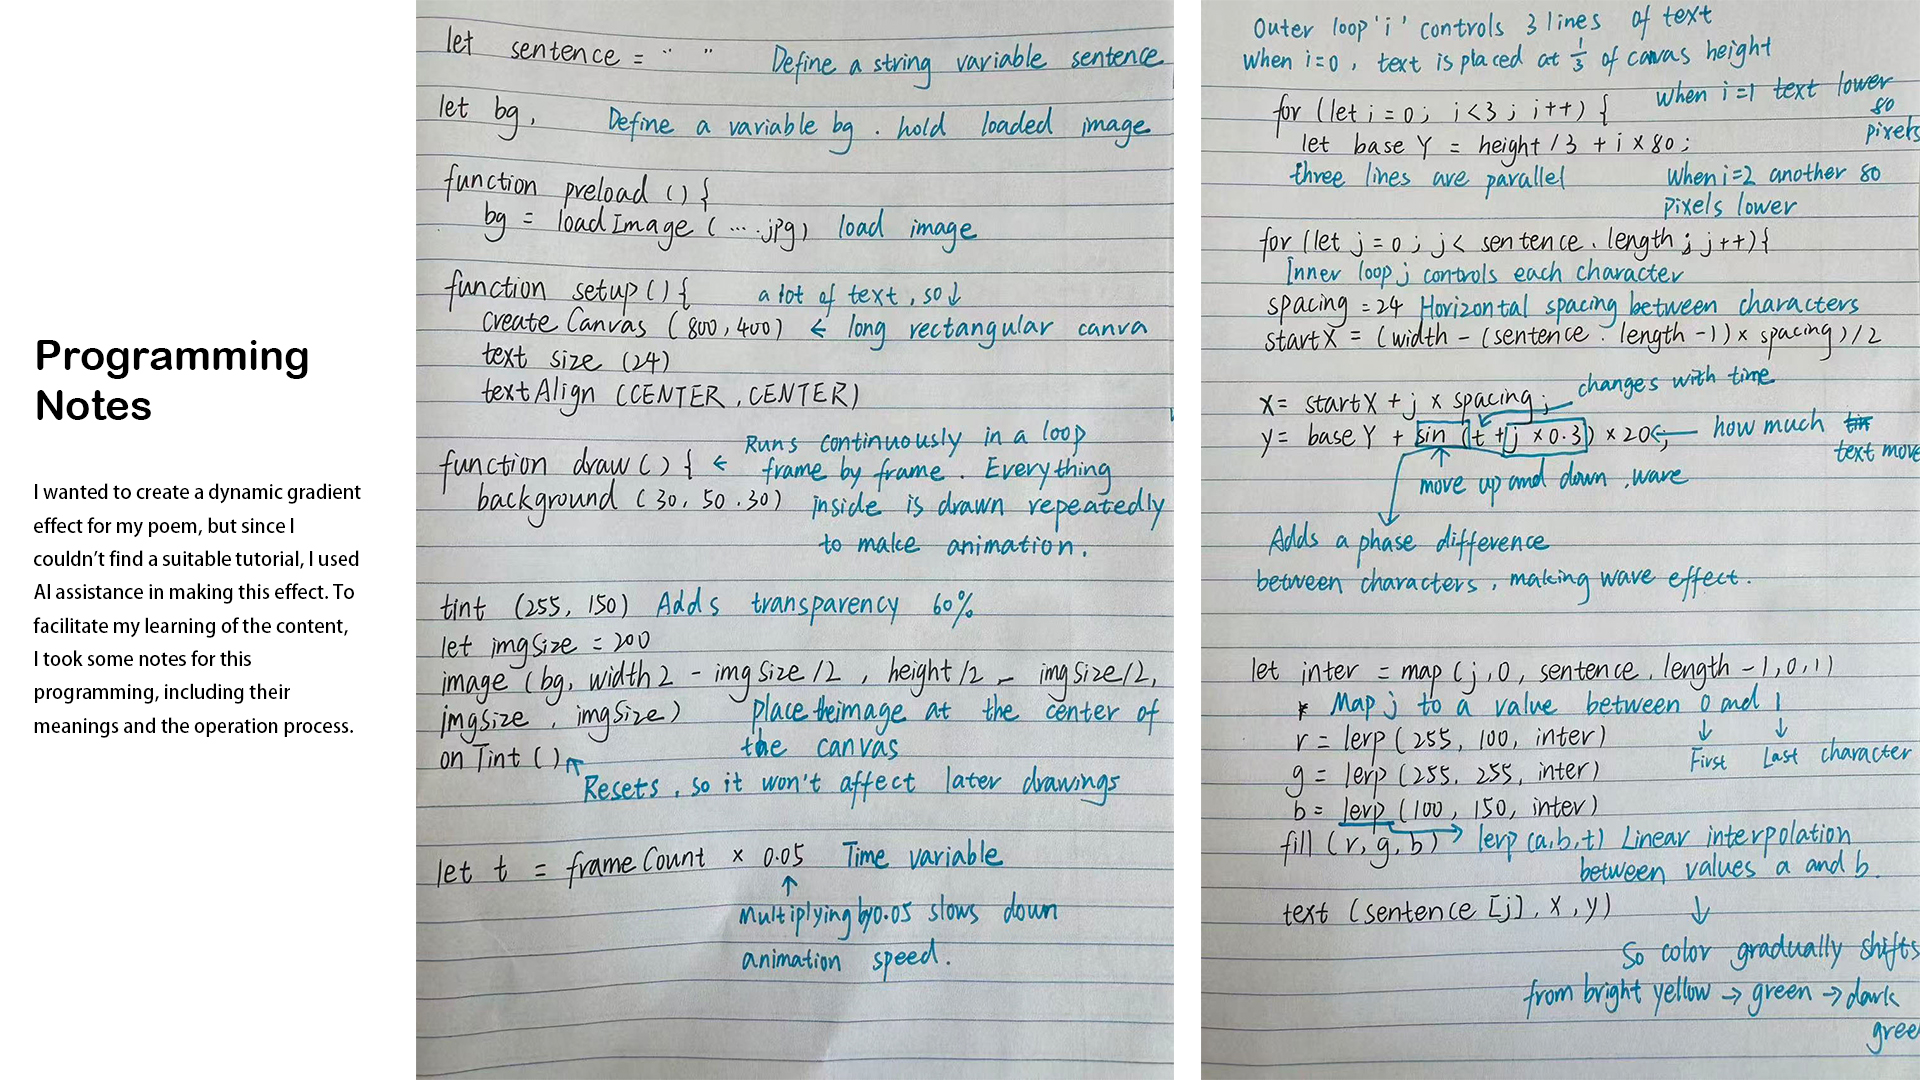 Programming
Notes
I wanted to create a dynamic gradient
effect for my poem, but since I
couldn't find a suitable tutorial, I used
AI assistance in making this effect. To
facilitate my learning of the content,
I took some notes for this
programming, including their
meanings and the operation process.
let sentence = " " Define a string variable sentence
let bg, Define a variable bg. hold loaded image
function preload () {
bg = loadImage (... .jpg) load image
function setup () { a lot of text, so ↓
create Canvas (800, 400) ← long rectangular canva
text size (24)
textAlign (CENTER, CENTER)
function draw () { ← Runs continuously in a loop
frame by frame. Everything
background (30, 50.30) inside is drawn repeatedly
to make animation.
tint (255, 150) Adds transparency 60%
let imgSize = 200
image (bg, width 2 - img Size /2, height /2 - img Size /2,
imgSize, imgSize) place the image at the center of
the canvas
on Tint ()
Resets, so it won't affect later drawings
let t = frame Count × 0.05 Time variable
↑
Multiplying by 0.05 slows down
animation speed.
Outer loop 'i' controls 3 lines of text
When i=0, text is placed at 1/3 of canvas height
for (let i = 0; i<3; i++) { When i=1 text lower
80
pixels
let base Y = height / 3 + i × 80;
three lines are parallel When i=2 another 80
pixels lower
for (let j = 0; j< sentence. length; j++) {
Inner loop j controls each character
spacing = 24 Horizontal spacing between characters
startX = (width - (sentence. length -1) × spacing) / 2
changes with time
x= startX + j × spacing;
y= base Y + sin (t + j × 0.3) × 20; ← how much
text move
move up and down, wave
Adds a phase difference
between characters, making wave effect.
let inter = map (j, 0, sentence. length -1, 0, 1)
* Map j to a value between 0 and 1
r = lerp (255, 100, inter) ↓ ↓
First Last character
g = lerp (255. 255, inter)
b = lerp (100, 150, inter)
fill (r, g, b) → lerp (a,b,t) Linear interpolation
between values a and b.
text (sentence [j], x, y) ↓
So color gradually shifts
from bright yellow → green → dark
gree